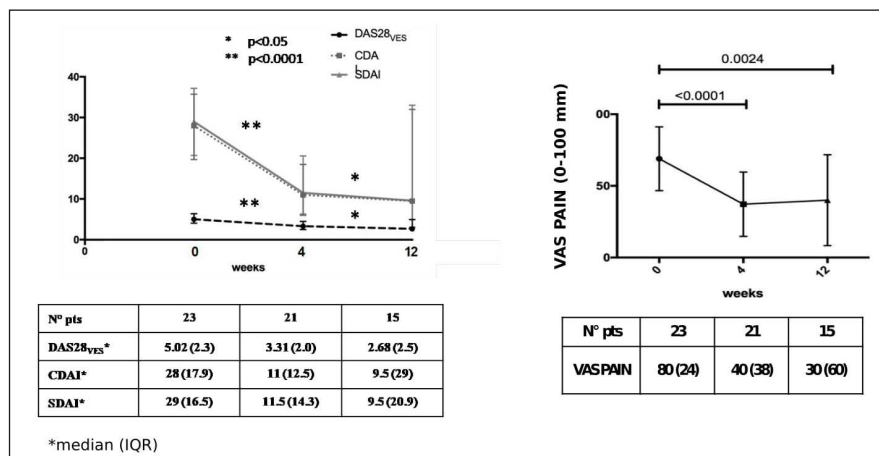 * p<0.05
** p<0.0001
DAS28VES
CDA
SDAI
40
30
20
10
0
**
*
**
*
0
0
4
12
weeks
N° pts 23 21 15
DAS28VES* 5.02 (2.3) 3.31 (2.0) 2.68 (2.5)
CDAI* 28 (17.9) 11 (12.5) 9.5 (29)
SDAI* 29 (16.5) 11.5 (14.3) 9.5 (20.9)
*median (IQR)
0.0024
<0.0001
VAS PAIN (0-100 mm)
00
50
00
0
4
12
weeks
N° pts 23 21 15
VAS PAIN 80 (24) 40 (38) 30 (60)